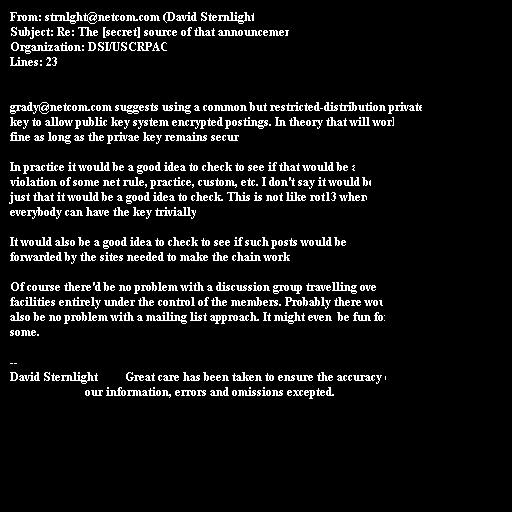 From: strnlght@netcom.com (David Sternlight
Subject: Re: The [secret] source of that announcemen
Organization: DSI/USCRPAC
Lines: 23

grady@netcom.com suggests using a common but restricted-distribution private
key to allow public key system encrypted postings. In theory that will work
fine as long as the privae key remains secur

In practice it would be a good idea to check to see if that would be a
violation of some net rule, practice, custom, etc. I don't say it would be
just that it would be a good idea to check. This is not like rot13 where
everybody can have the key trivially

It would also be a good idea to check to see if such posts would be
forwarded by the sites needed to make the chain work

Of course there'd be no problem with a discussion group travelling ove
facilities entirely under the control of the members. Probably there wou
also be no problem with a mailing list approach. It might even  be fun fo
some.

--
David Sternlight         Great care has been taken to ensure the accuracy
our information, errors and omissions excepted.